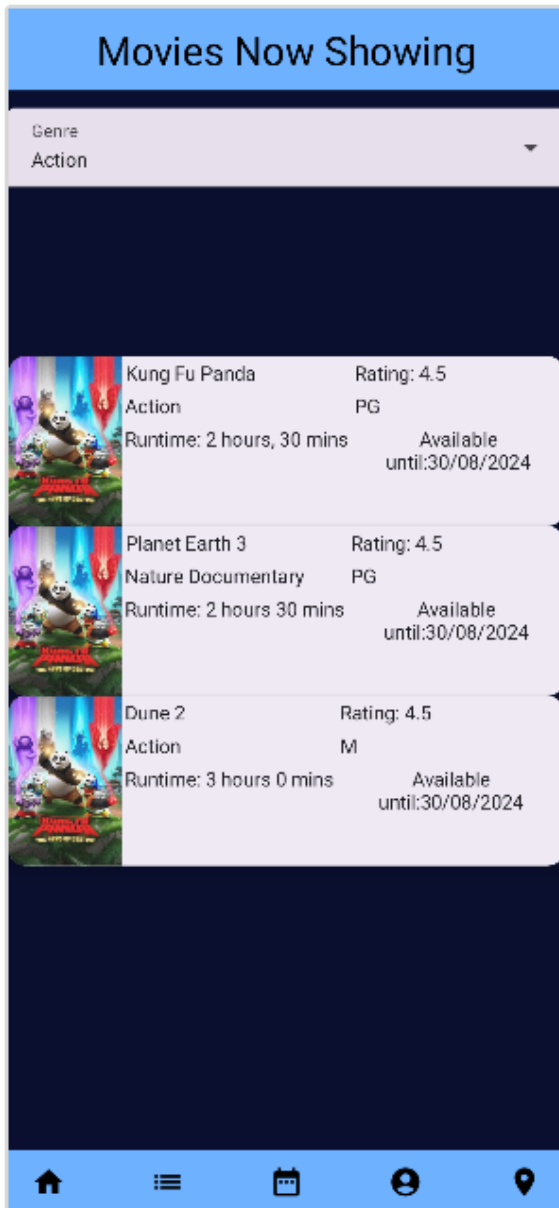 Movies Now Showing
Genre
Action
Kung Fu Panda Rating: 4.5
Action PG
Runtime: 2 hours, 30 mins Available
until:30/08/2024
Planet Earth 3 Rating: 4.5
Nature Documentary PG
Runtime: 2 hours 30 mins Available
until:30/08/2024
Dune 2 Rating: 4.5
Action M
Runtime: 3 hours 0 mins Available
until:30/08/2024